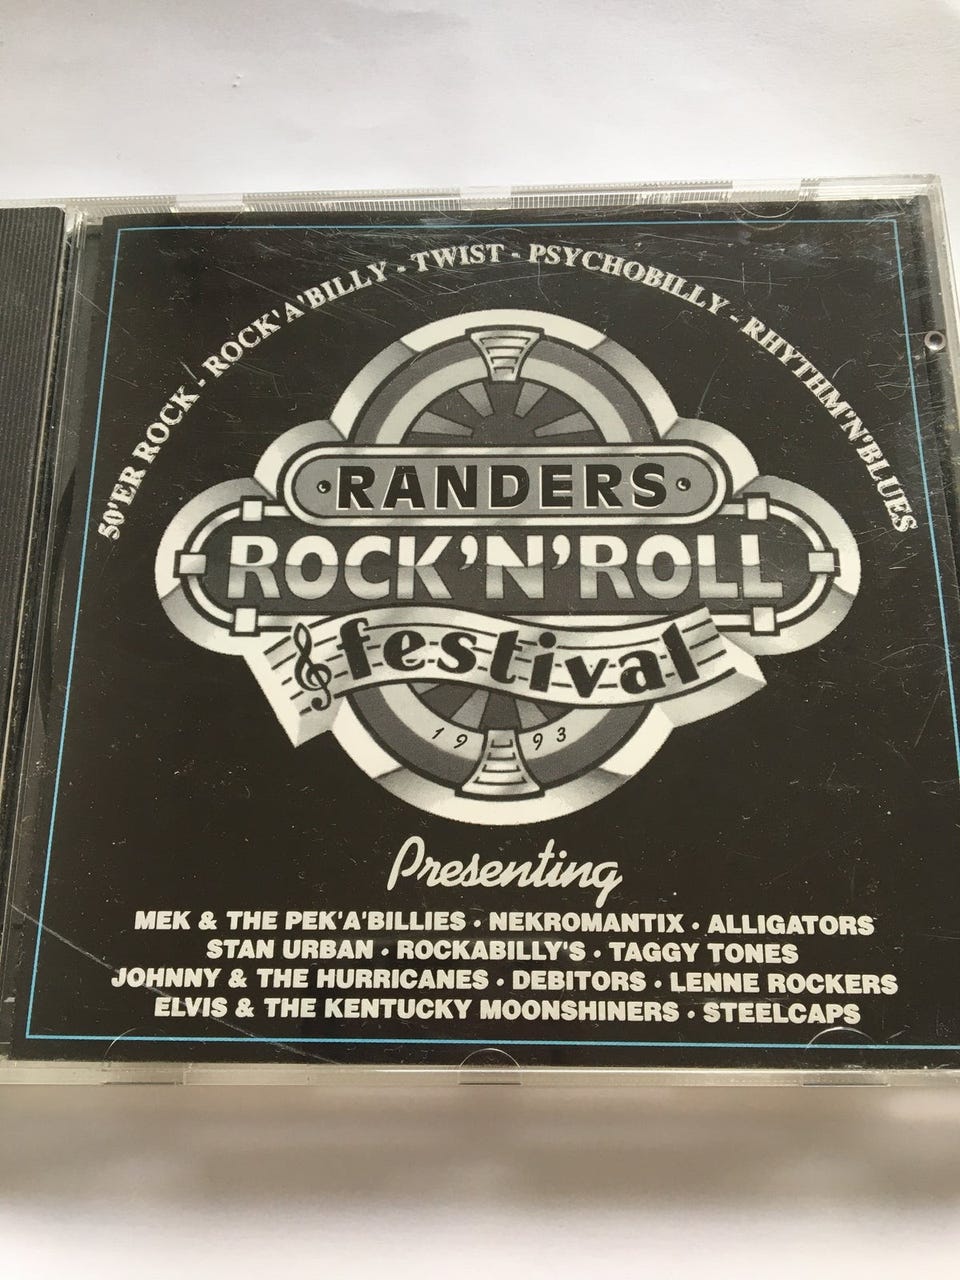 50'ER ROCK - ROCK'A'BILLY - TWIST - PSYCHOBILLY - RHYTHM'N'BLUES
·RANDERS·
ROCK'N'ROLL
festival
1993
Presenting
MEK & THE PEK'A'BILLIES · NEKROMANTIX · ALLIGATORS
STAN URBAN · ROCKABILLY'S · TAGGY TONES
JOHNNY & THE HURRICANES · DEBITORS · LENNE ROCKERS
ELVIS & THE KENTUCKY MOONSHINERS · STEELCAPS